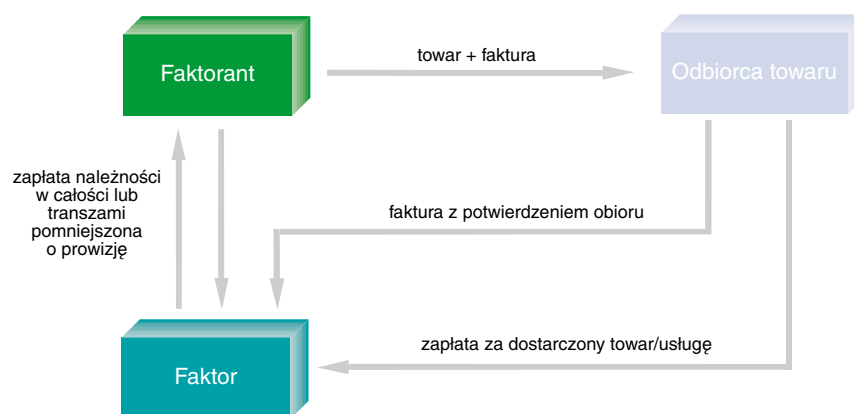 Faktorant
towar + faktura
Odbiorca towaru
zapłata należności
w całości lub
transzami
pomniejszona
o prowizję
faktura z potwierdzeniem obioru
zapłata za dostarczony towar/usługę
Faktor